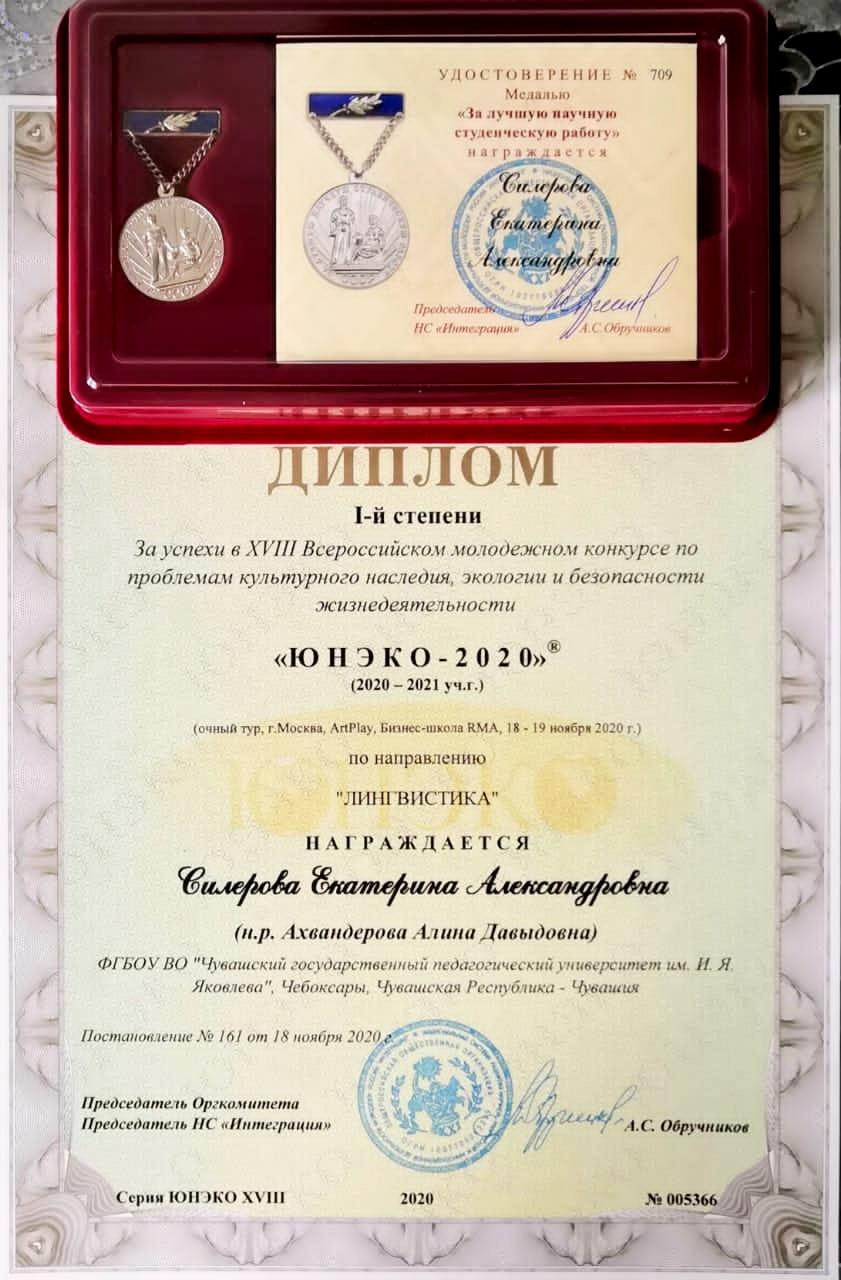 УДОСТОВЕРЕНИЕ № 709
Медалью
«За лучшую научную
студенческую работу»
награждается
Силерова
Екатерина
Александровна
Председатель
НС «Интеграция» А.С.Обручников
ДИПЛОМ
I-й степени
За успехи в XVIII Всероссийском молодежном конкурсе по
проблемам культурного наследия, экологии и безопасности
жизнедеятельности
«ЮНЭКО-2020»®
(2020 – 2021 уч.г.)
(очный тур, г.Москва, ArtPlay, Бизнес-школа RMA, 18 - 19 ноября 2020 г.)
по направлению
"ЛИНГВИСТИКА"
НАГРАЖДАЕТСЯ
Силерова Екатерина Александровна
(н.р. Ахвандерова Алина Давыдовна)
ФГБОУ ВО "Чувашский государственный педагогический университет им. И. Я.
Яковлева", Чебоксары, Чувашская Республика - Чувашия
Постановление № 161 от 18 ноября 2020 г.
Председатель Оргкомитета
Председатель НС «Интеграция» А.С. Обручников
Серия ЮНЭКО XVIII 2020 № 005366